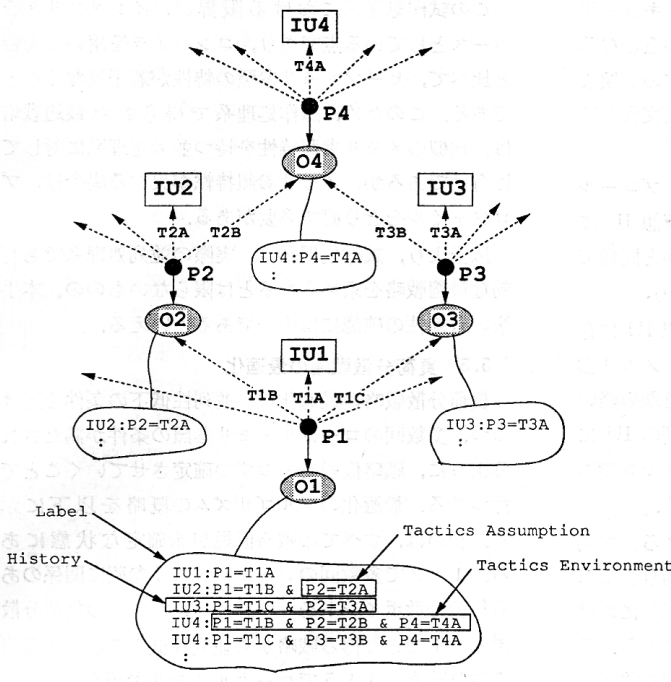 IU4
T4A
P4
O4
IU2
IU3
T2A T2B
T3B T3A
IU4:P4=T4A
:
P2
P3
O2
O3
IU1
T1B T1A T1C
IU2:P2=T2A
:
IU3:P3=T3A
:
P1
O1
Label
Tactics Assumption
History
Tactics Environment
IU1:P1=T1A
IU2:P1=T1B & P2=T2A
IU3:P1=T1C & P2=T3A
IU4:P1=T1B & P2=T2B & P4=T4A
IU4:P1=T1C & P3=T3B & P4=T4A
: